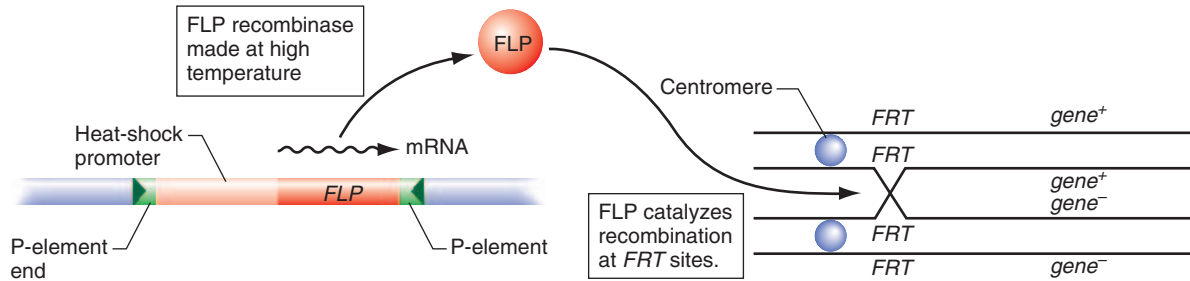 FLP recombinase
made at high
temperature
FLP
Heat-shock
promoter
mRNA
FLP
P-element
end
P-element
Centromere
FRT
gene+
FRT
gene+
gene−
FRT
FRT
gene−
FLP catalyzes
recombination
at FRT sites.